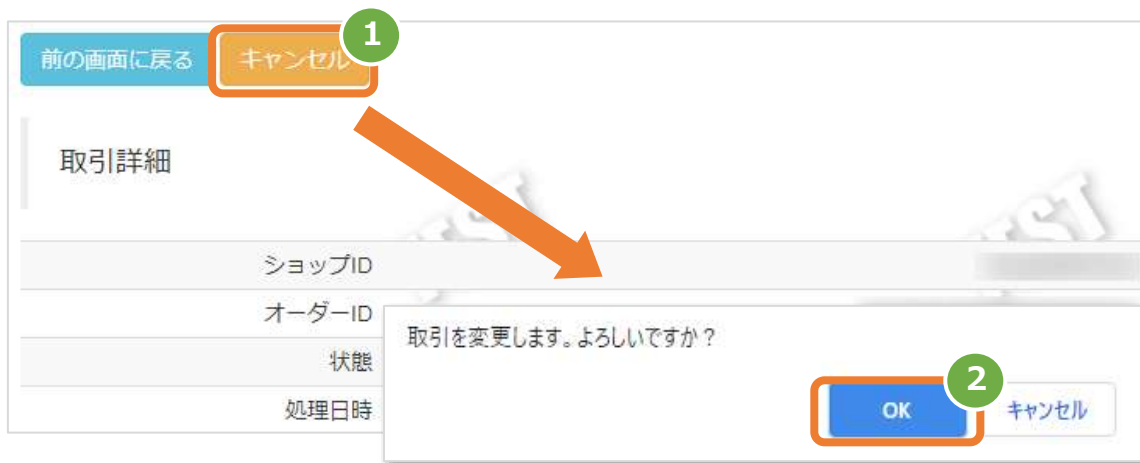 1
前の画面に戻る キャンセル
取引詳細
ショップID
オーダーID
状態
処理日時
取引を変更します。よろしいですか？
2
OK キャンセル